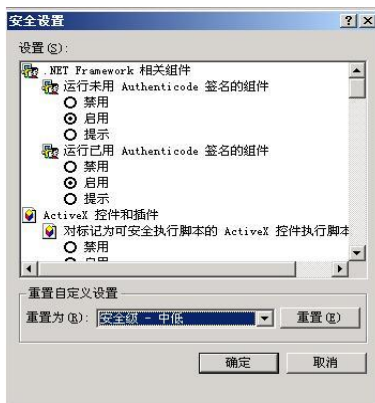 安全设置
设置(S):
.NET Framework 相关组件
运行未用 Authenticode 签名的组件
禁用
启用
提示
运行已用 Authenticode 签名的组件
禁用
启用
提示
ActiveX 控件和插件
对标记为可安全执行脚本的 ActiveX 控件执行脚本
禁用
重置自定义设置
重置为(R): 安全级 - 中低 重置(E)
确定 取消